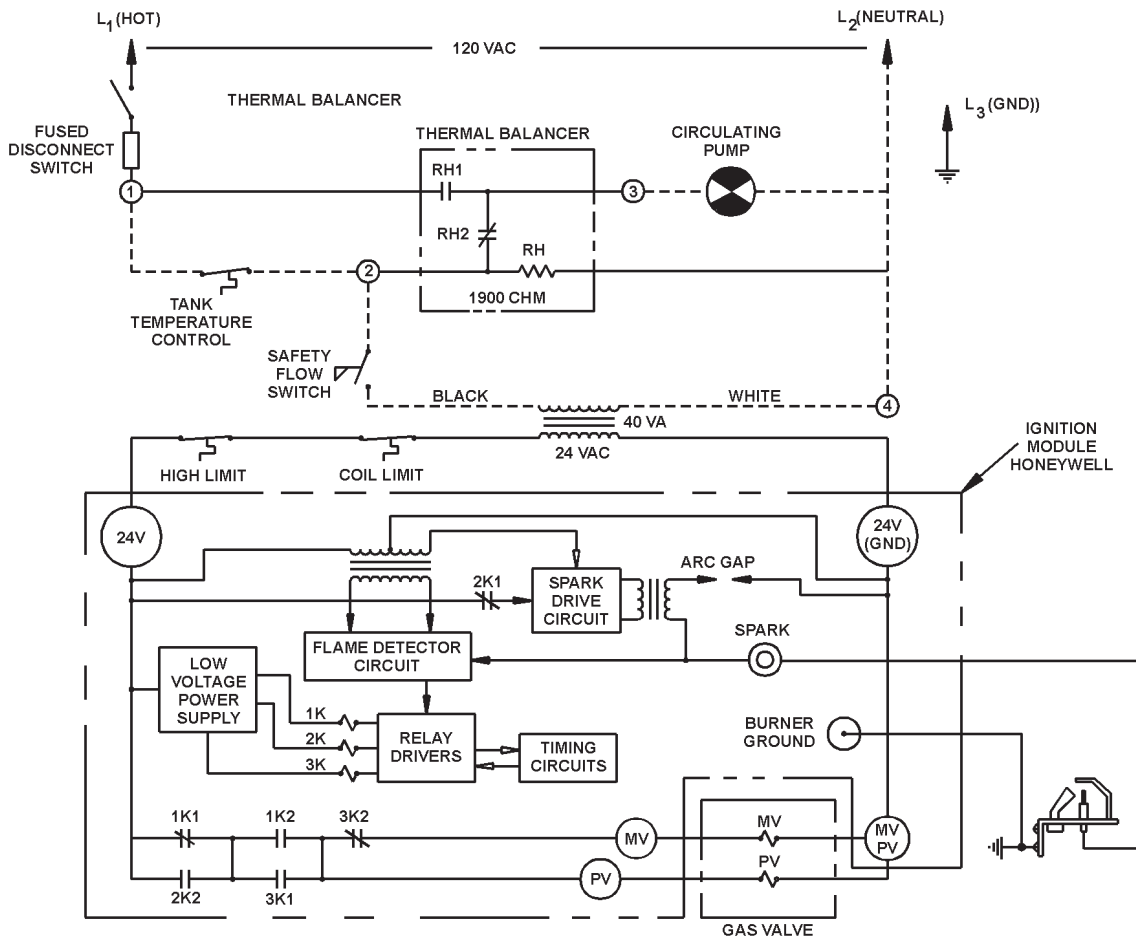 L1(HOT)
L2(NEUTRAL)
120 VAC
THERMAL BALANCER
L3(GND))
FUSED
DISCONNECT
SWITCH
THERMAL BALANCER
CIRCULATING
PUMP
1
RH1
3
RH2
RH
2
1900 CHM
TANK
TEMPERATURE
CONTROL
SAFETY
FLOW
SWITCH
BLACK
WHITE
4
40 VA
24 VAC
HIGH LIMIT
COIL LIMIT
IGNITION
MODULE
HONEYWELL
24V
24V
(GND)
ARC GAP
2K1
SPARK
DRIVE
CIRCUIT
SPARK
FLAME DETECTOR
CIRCUIT
LOW
VOLTAGE
POWER
SUPPLY
1K
2K
3K
RELAY
DRIVERS
TIMING
CIRCUITS
BURNER
GROUND
1K1
1K2
3K2
MV
MV
MV
PV
PV
PV
2K2
3K1
GAS VALVE